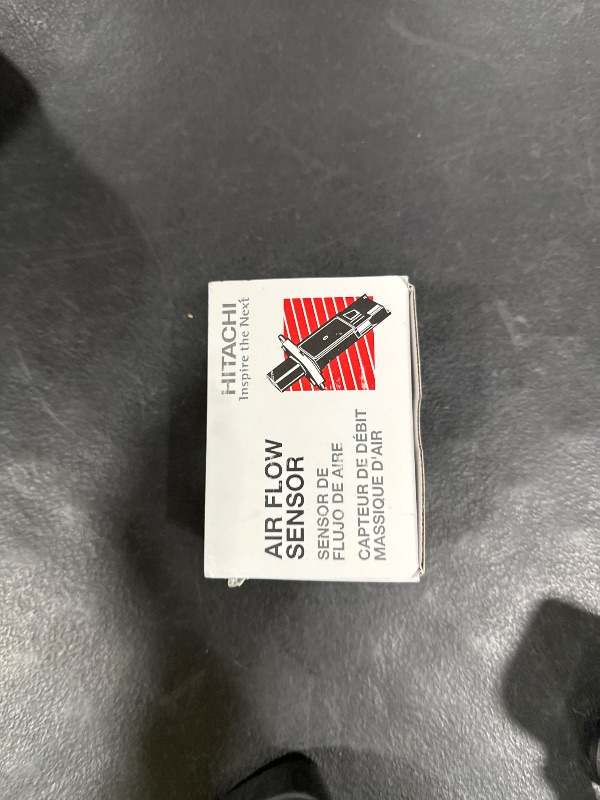 HITACHI
Inspire the Next
AIR FLOW
SENSOR
SENSOR DE
FLUJO DE AIRE
CAPTEUR DE DÉBIT
MASSIQUE D'AIR